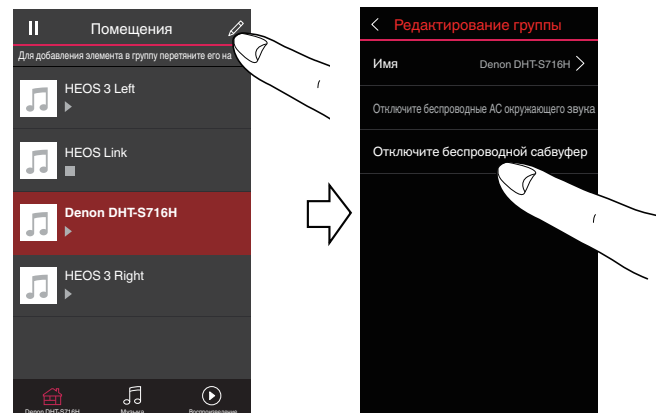 Помещения
Для добавления элемента в группу перетяните его на
HEOS 3 Left
HEOS Link
Denon DHT-S716H
HEOS 3 Right
Denon DHT-S716H
Музыка
Воспроизведение
Редактирование группы
Имя
Denon DHT-S716H
Отключите беспроводные АС окружающего звука
Отключите беспроводной сабвуфер